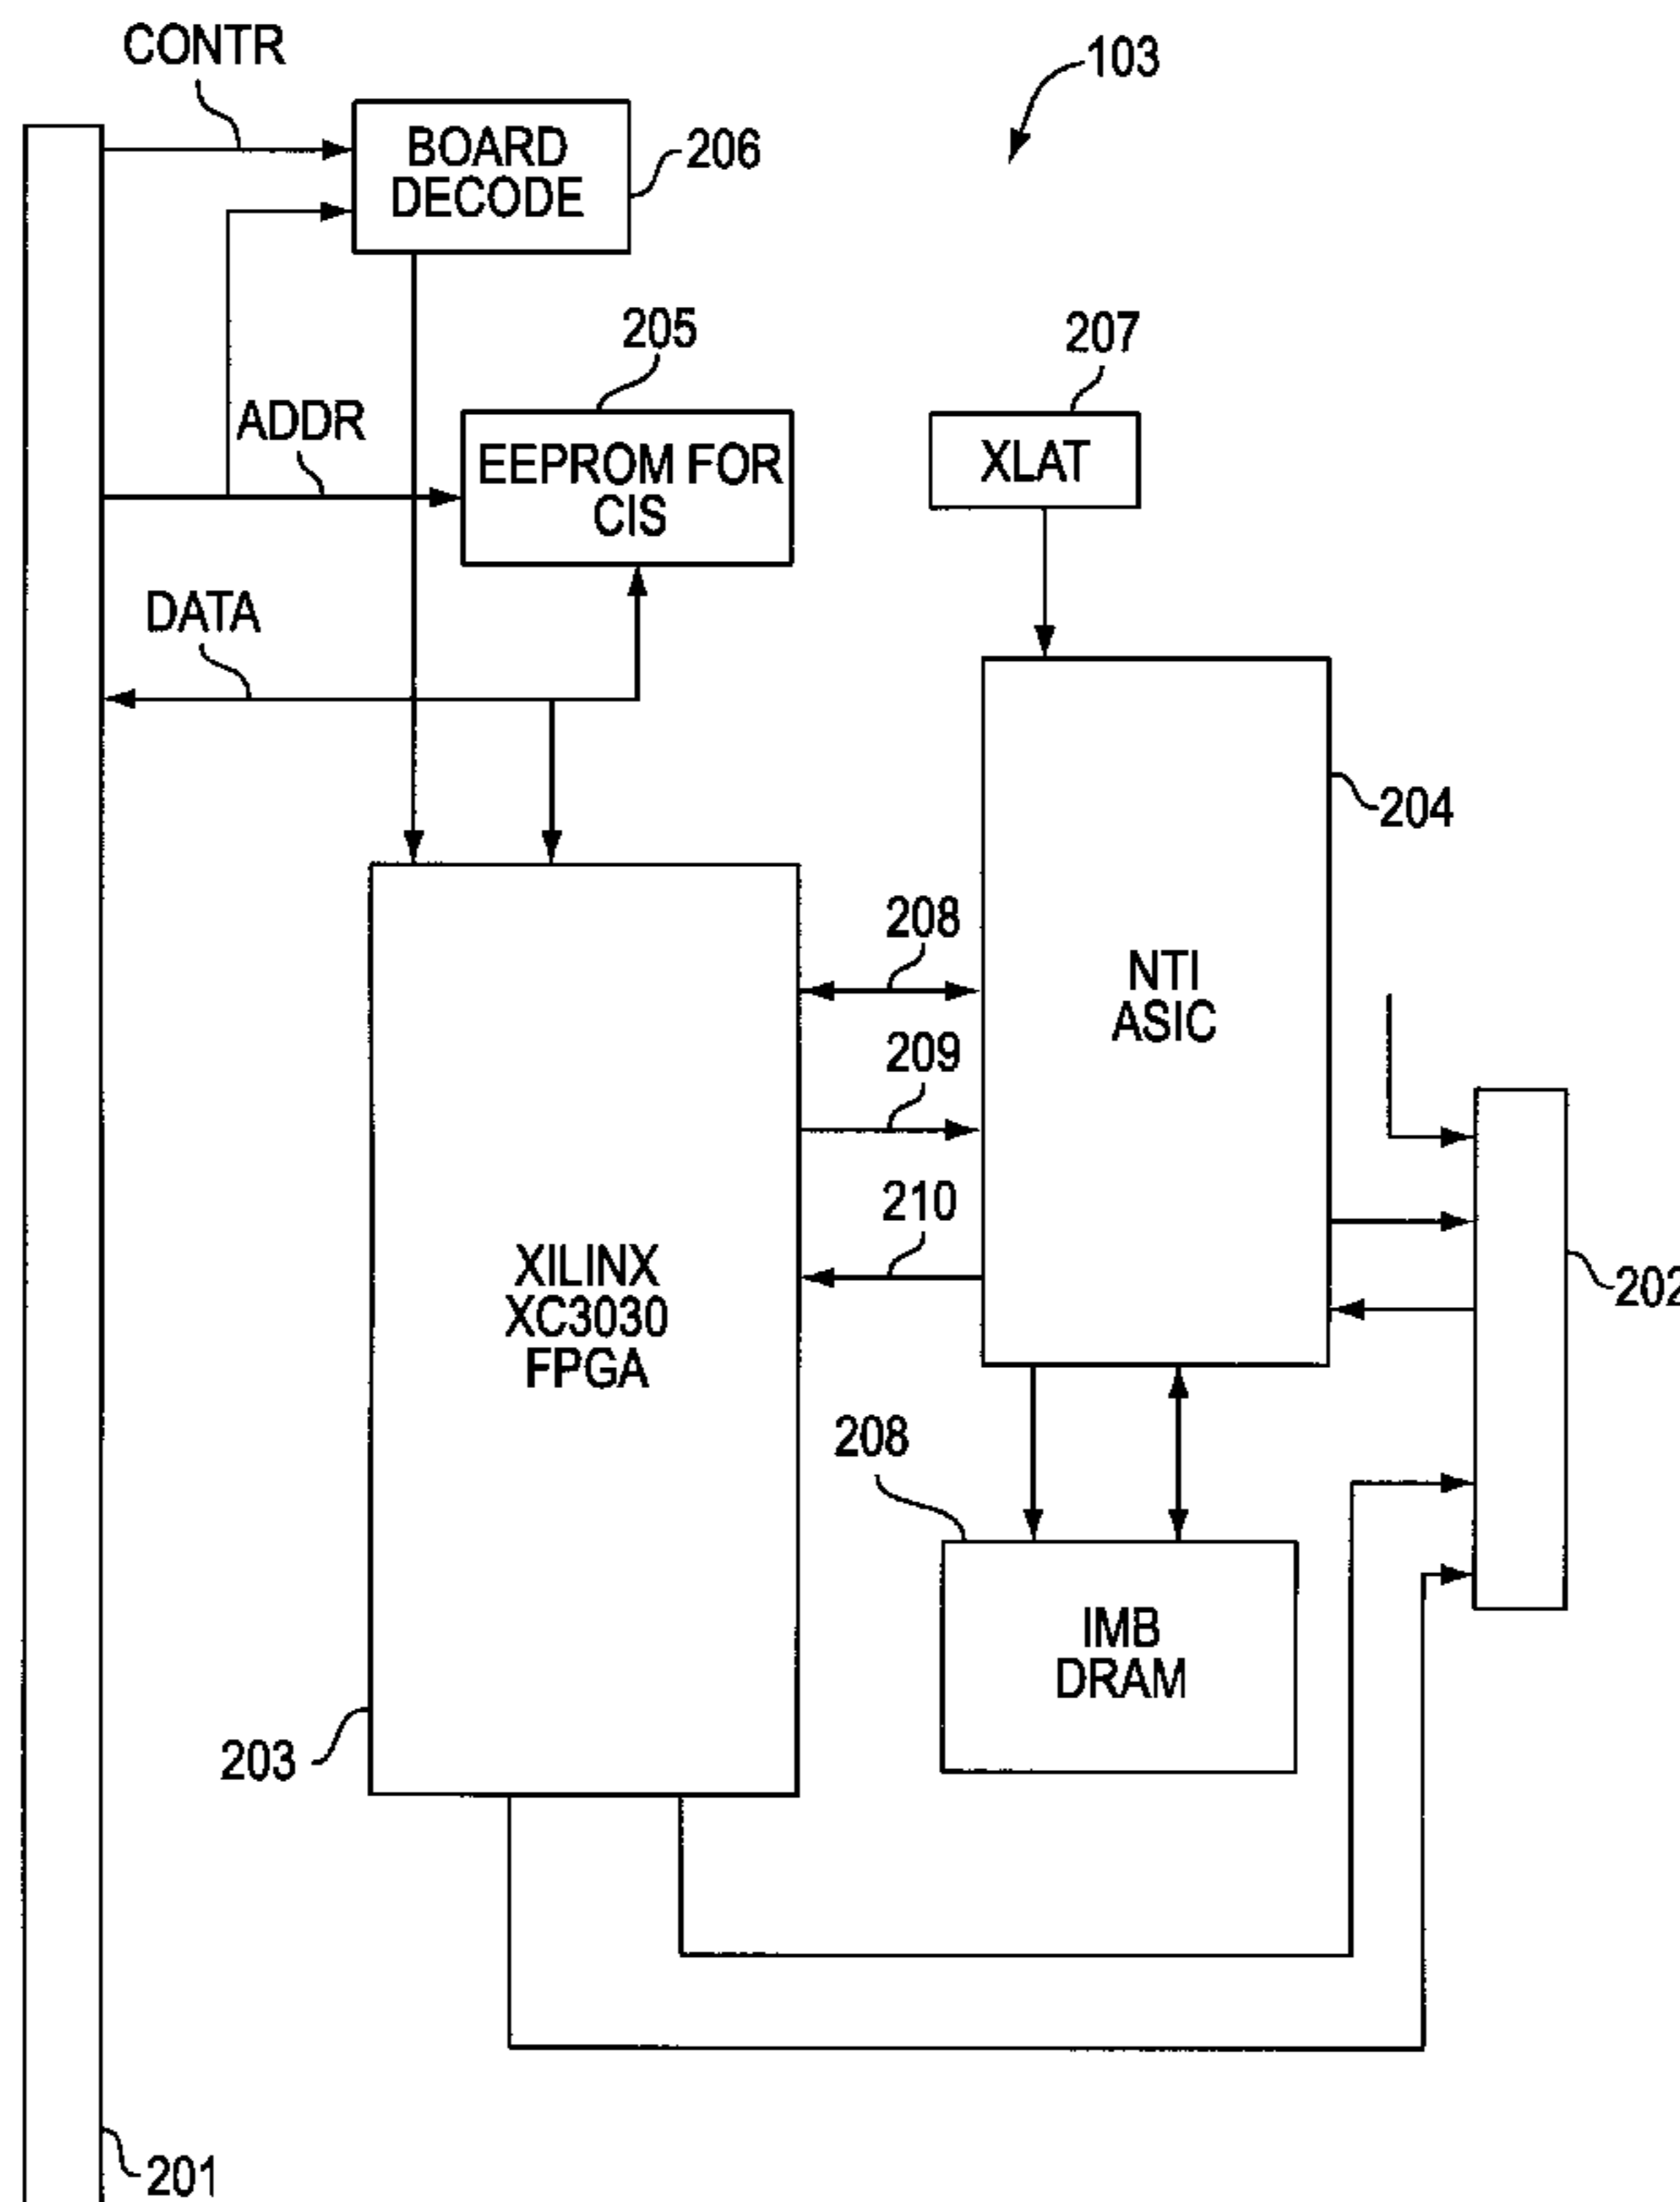 CONTR
103
BOARD
DECODE
206
205
207
ADDR
EEPROM FOR
CIS
XLAT
DATA
204
208
NTI
ASIC
209
210
XILINX
XC3030
FPGA
202
208
IMB
DRAM
203
201